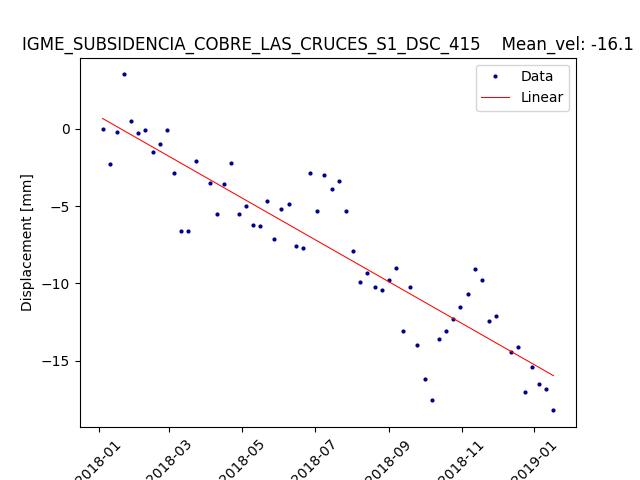 IGME_SUBSIDENCIA_COBRE_LAS_CRUCES_S1_DSC_415 Mean_vel: -16.1
Data
Linear
Displacement [mm]
0
−5
−10
−15
2018-01
2018-03
2018-05
2018-07
2018-09
2018-11
2019-01